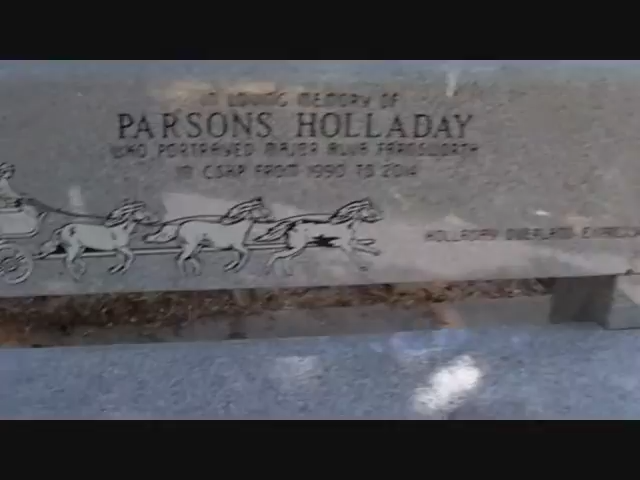 IN LOVING MEMORY OF
PARSONS HOLLADAY
WHO PORTRAYED MAJOR ALVA FARNSWORTH
IN CSHP FROM 1990 TO 2014
HOLLADAY OVERLAND EXPRESS